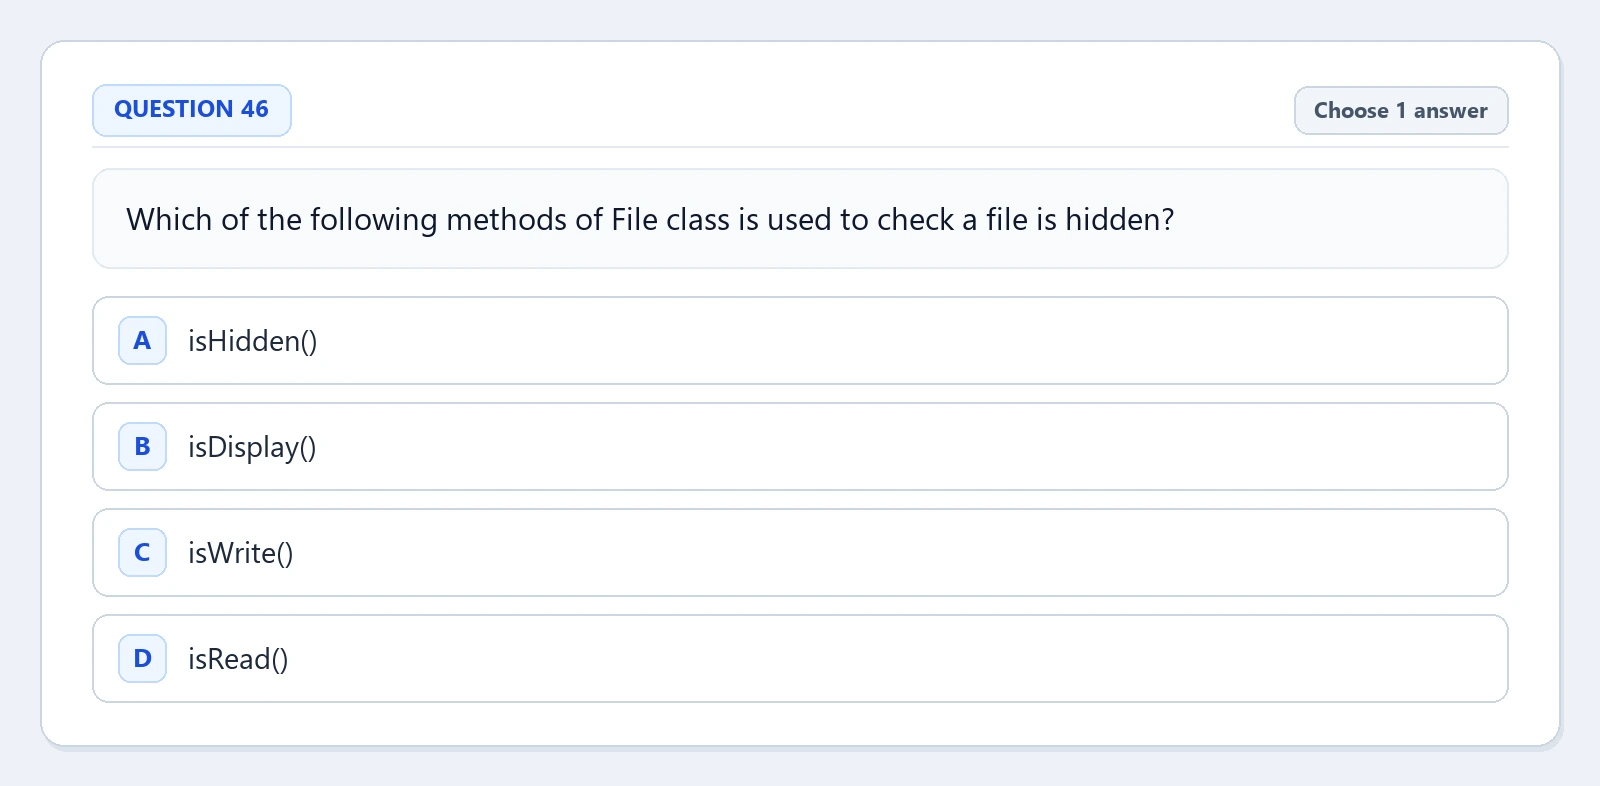 QUESTION 46
Choose 1 answer
Which of the following methods of File class is used to check a file is hidden?
A isHidden()
B isDisplay()
C isWrite()
D isRead()